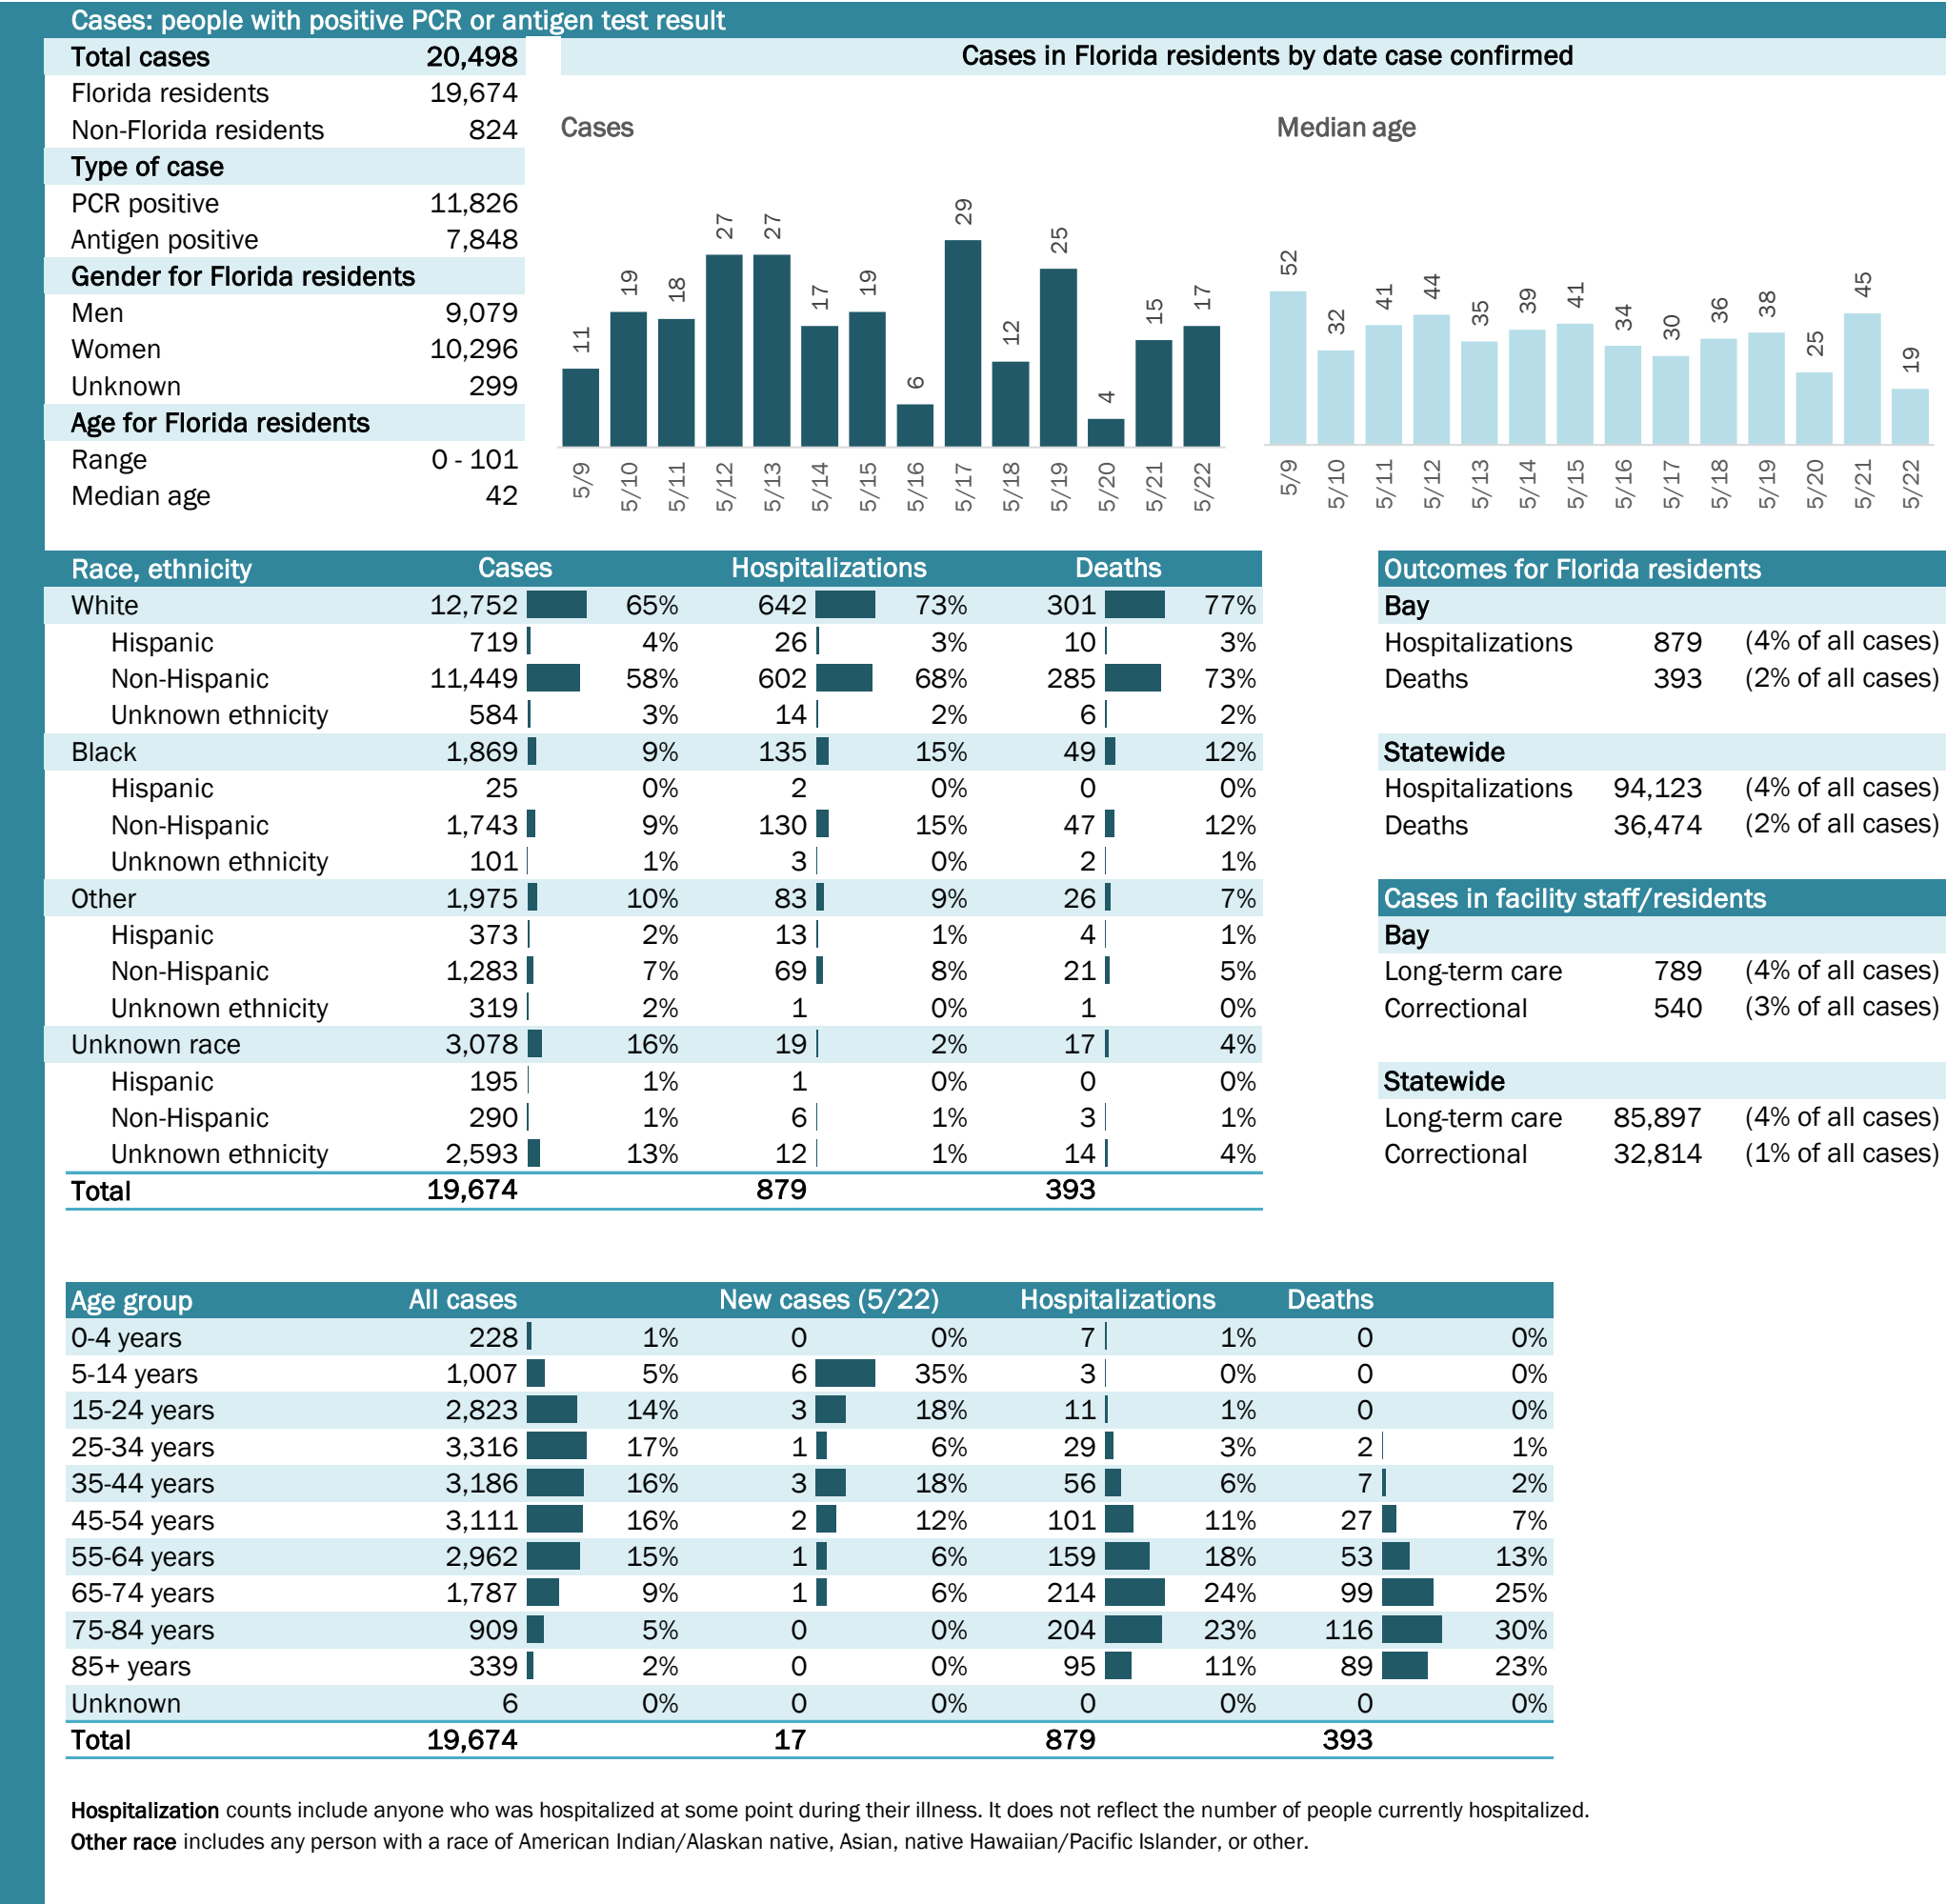 Cases: people with positive PCR or antigen test result
Total cases 20,498
Florida residents 19,674
Non-Florida residents 824
Type of case
PCR positive 11,826
Antigen positive 7,848
Gender for Florida residents
Men 9,079
Women 10,296
Unknown 299
Age for Florida residents
Range 0 - 101
Median age 42
Cases in Florida residents by date case confirmed
Cases
11 19 18 27 27 17 19 6 29 12 25 4 15 17
5/9 5/10 5/11 5/12 5/13 5/14 5/15 5/16 5/17 5/18 5/19 5/20 5/21 5/22
Median age
52 32 41 44 35 39 41 34 30 36 38 25 45 19
5/9 5/10 5/11 5/12 5/13 5/14 5/15 5/16 5/17 5/18 5/19 5/20 5/21 5/22
Race, ethnicity Cases Hospitalizations Deaths
White 12,752 65% 642 73% 301 77%
Hispanic 719 4% 26 3% 10 3%
Non-Hispanic 11,449 58% 602 68% 285 73%
Unknown ethnicity 584 3% 14 2% 6 2%
Black 1,869 9% 135 15% 49 12%
Hispanic 25 0% 2 0% 0 0%
Non-Hispanic 1,743 9% 130 15% 47 12%
Unknown ethnicity 101 1% 3 0% 2 1%
Other 1,975 10% 83 9% 26 7%
Hispanic 373 2% 13 1% 4 1%
Non-Hispanic 1,283 7% 69 8% 21 5%
Unknown ethnicity 319 2% 1 0% 1 0%
Unknown race 3,078 16% 19 2% 17 4%
Hispanic 195 1% 1 0% 0 0%
Non-Hispanic 290 1% 6 1% 3 1%
Unknown ethnicity 2,593 13% 12 1% 14 4%
Total 19,674 879 393
Outcomes for Florida residents
Bay
Hospitalizations 879 (4% of all cases)
Deaths 393 (2% of all cases)
Statewide
Hospitalizations 94,123 (4% of all cases)
Deaths 36,474 (2% of all cases)
Cases in facility staff/residents
Bay
Long-term care 789 (4% of all cases)
Correctional 540 (3% of all cases)
Statewide
Long-term care 85,897 (4% of all cases)
Correctional 32,814 (1% of all cases)
Age group All cases New cases (5/22) Hospitalizations Deaths
0-4 years 228 1% 0 0% 7 1% 0 0%
5-14 years 1,007 5% 6 35% 3 0% 0 0%
15-24 years 2,823 14% 3 18% 11 1% 0 0%
25-34 years 3,316 17% 1 6% 29 3% 2 1%
35-44 years 3,186 16% 3 18% 56 6% 7 2%
45-54 years 3,111 16% 2 12% 101 11% 27 7%
55-64 years 2,962 15% 1 6% 159 18% 53 13%
65-74 years 1,787 9% 1 6% 214 24% 99 25%
75-84 years 909 5% 0 0% 204 23% 116 30%
85+ years 339 2% 0 0% 95 11% 89 23%
Unknown 6 0% 0 0% 0 0% 0 0%
Total 19,674 17 879 393
Hospitalization counts include anyone who was hospitalized at some point during their illness. It does not reflect the number of people currently hospitalized.
Other race includes any person with a race of American Indian/Alaskan native, Asian, native Hawaiian/Pacific Islander, or other.